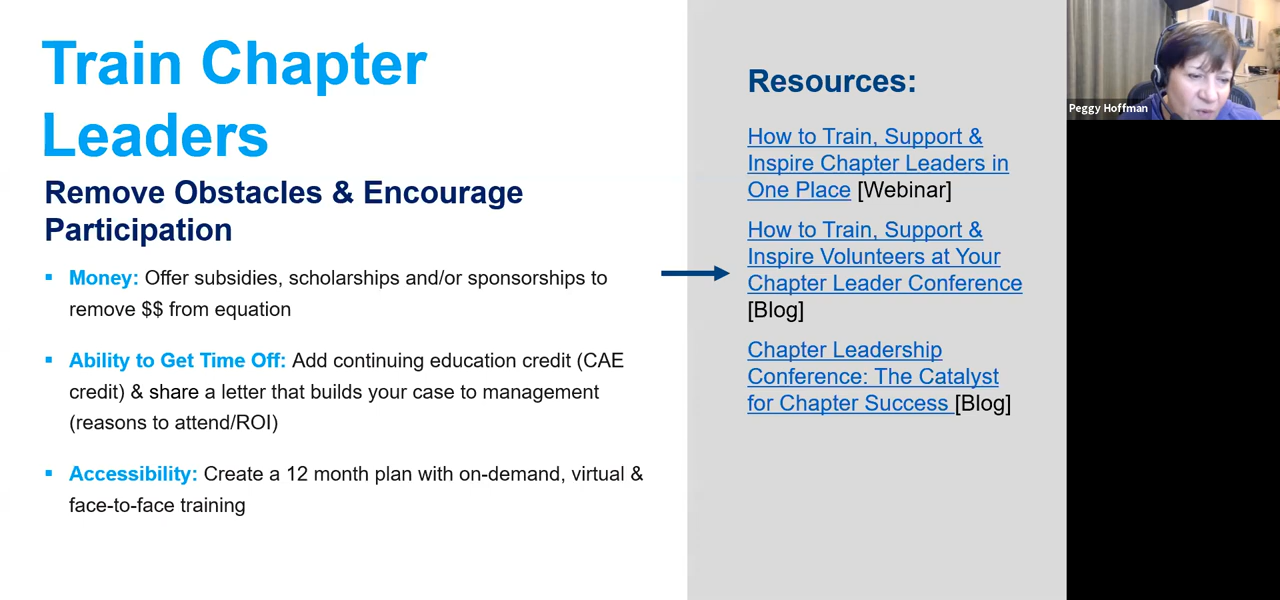 Train Chapter
Leaders
Remove Obstacles & Encourage
Participation
▪ Money: Offer subsidies, scholarships and/or sponsorships to
remove $$ from equation
▪ Ability to Get Time Off: Add continuing education credit (CAE
credit) & share a letter that builds your case to management
(reasons to attend/ROI)
▪ Accessibility: Create a 12 month plan with on-demand, virtual &
face-to-face training
Resources:
How to Train, Support &
Inspire Chapter Leaders in
One Place [Webinar]
How to Train, Support &
Inspire Volunteers at Your
Chapter Leader Conference
[Blog]
Chapter Leadership
Conference: The Catalyst
for Chapter Success [Blog]
Peggy Hoffman